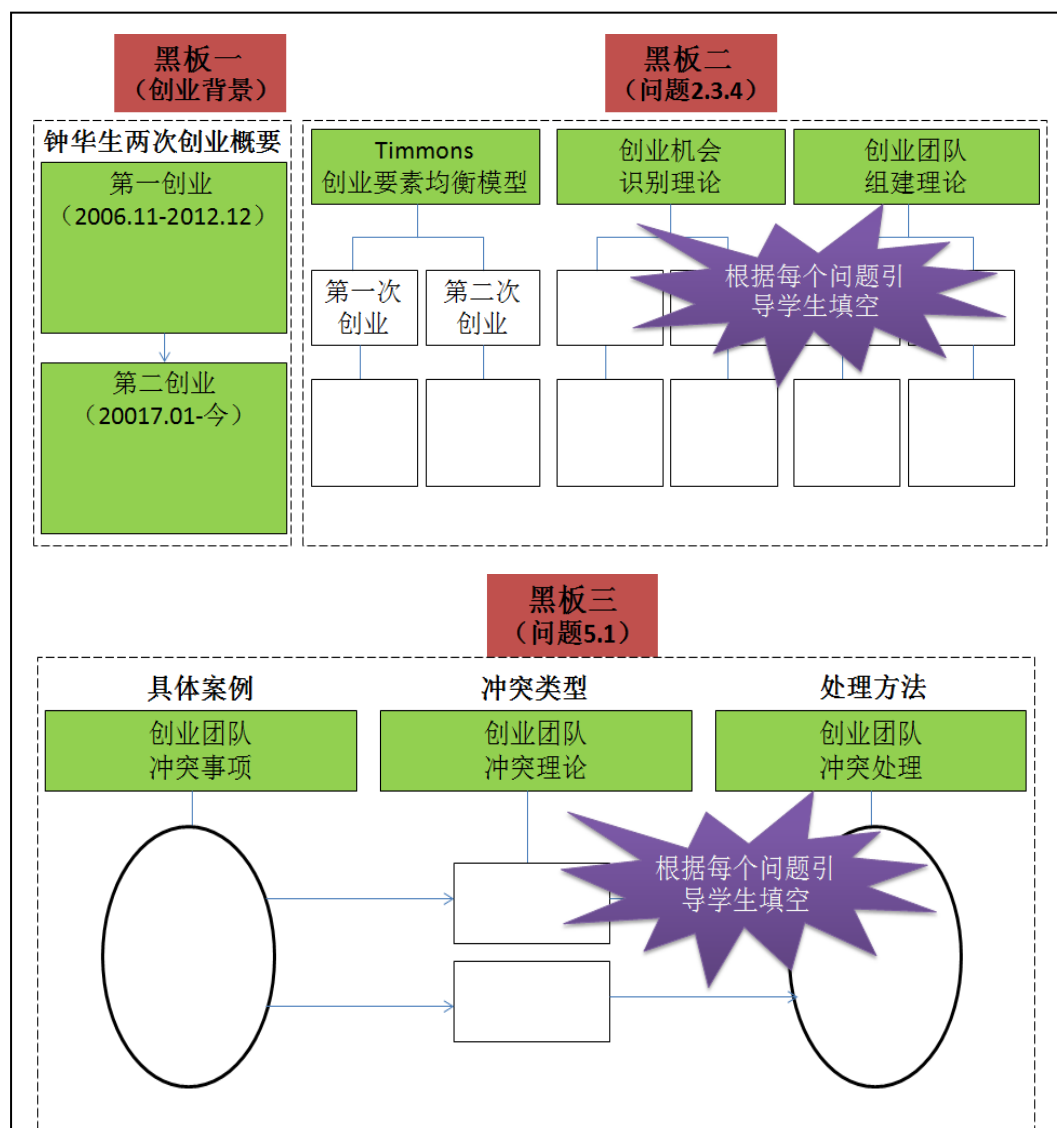 黑板一
（创业背景）
钟华生两次创业概要
第一创业
（2006.11-2012.12）
第二创业
（20017.01-今）
黑板二
（问题2.3.4）
Timmons
创业要素均衡模型
创业机会
识别理论
创业团队
组建理论
第一次
创业
第二次
创业
根据每个问题引
导学生填空
黑板三
（问题5.1）
具体案例
冲突类型
处理方法
创业团队
冲突事项
创业团队
冲突理论
创业团队
冲突处理
根据每个问题引
导学生填空